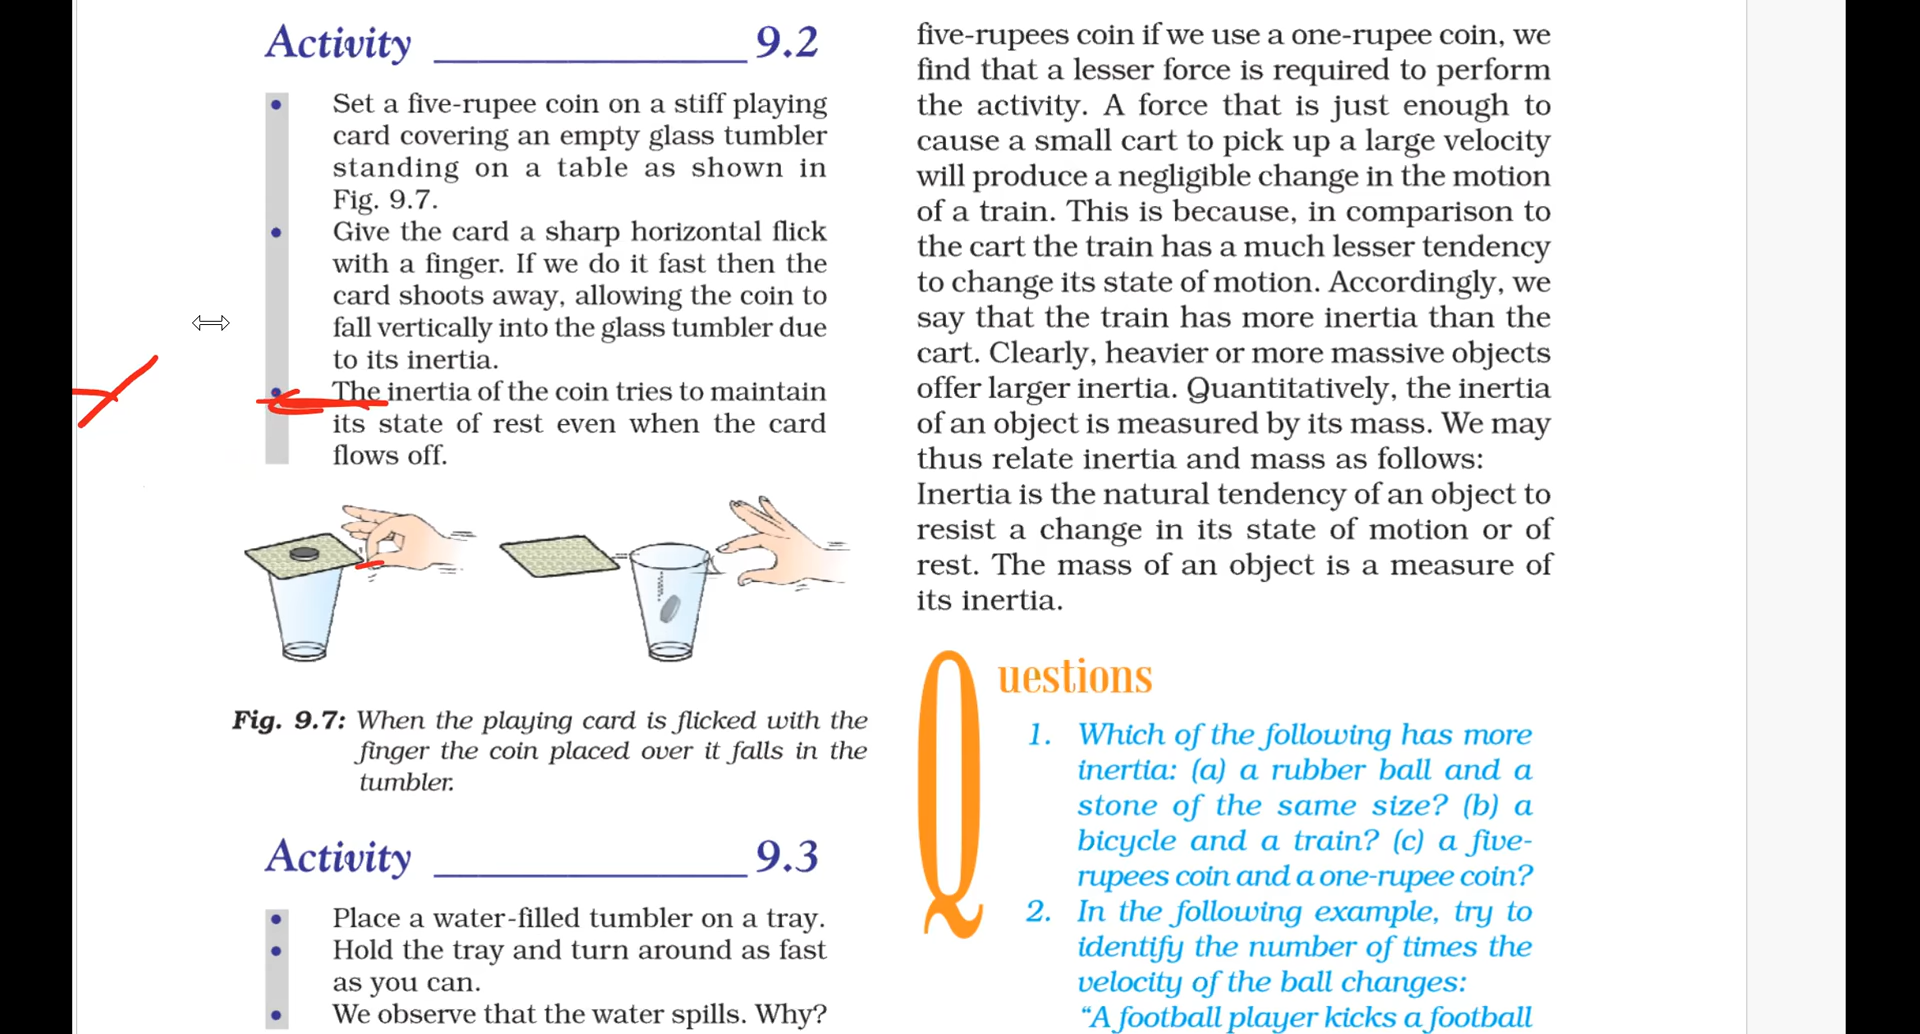 Activity 9.2
Set a five-rupee coin on a stiff playing
card covering an empty glass tumbler
standing on a table as shown in
Fig. 9.7.
Give the card a sharp horizontal flick
with a finger. If we do it fast then the
card shoots away, allowing the coin to
fall vertically into the glass tumbler due
to its inertia.
The inertia of the coin tries to maintain
its state of rest even when the card
flows off.
Fig. 9.7: When the playing card is flicked with the
finger the coin placed over it falls in the
tumbler.
Activity 9.3
Place a water-filled tumbler on a tray.
Hold the tray and turn around as fast
as you can.
We observe that the water spills. Why?
five-rupees coin if we use a one-rupee coin, we
find that a lesser force is required to perform
the activity. A force that is just enough to
cause a small cart to pick up a large velocity
will produce a negligible change in the motion
of a train. This is because, in comparison to
the cart the train has a much lesser tendency
to change its state of motion. Accordingly, we
say that the train has more inertia than the
cart. Clearly, heavier or more massive objects
offer larger inertia. Quantitatively, the inertia
of an object is measured by its mass. We may
thus relate inertia and mass as follows:
Inertia is the natural tendency of an object to
resist a change in its state of motion or of
rest. The mass of an object is a measure of
its inertia.
Questions
1. Which of the following has more
inertia: (a) a rubber ball and a
stone of the same size? (b) a
bicycle and a train? (c) a five-
rupees coin and a one-rupee coin?
2. In the following example, try to
identify the number of times the
velocity of the ball changes:
“A football player kicks a football